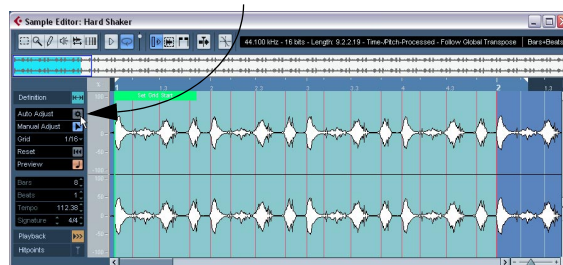 Sample Editor: Hard Shaker
44.100 kHz - 16 bits - Length: 9.2.2.19 - Time-/Pitch-Processed - Follow Global Transpose Bars+Beats
1 1.3 2 2.3 3 3.3 4 4.3 2 1.3
Definition
Set Grid Start
Auto Adjust
Manual Adjust
Grid 1/16
Reset
Preview
Bars 8
Beats 1
Tempo 112.38
Signature 4/4
Playback
Hitpoints